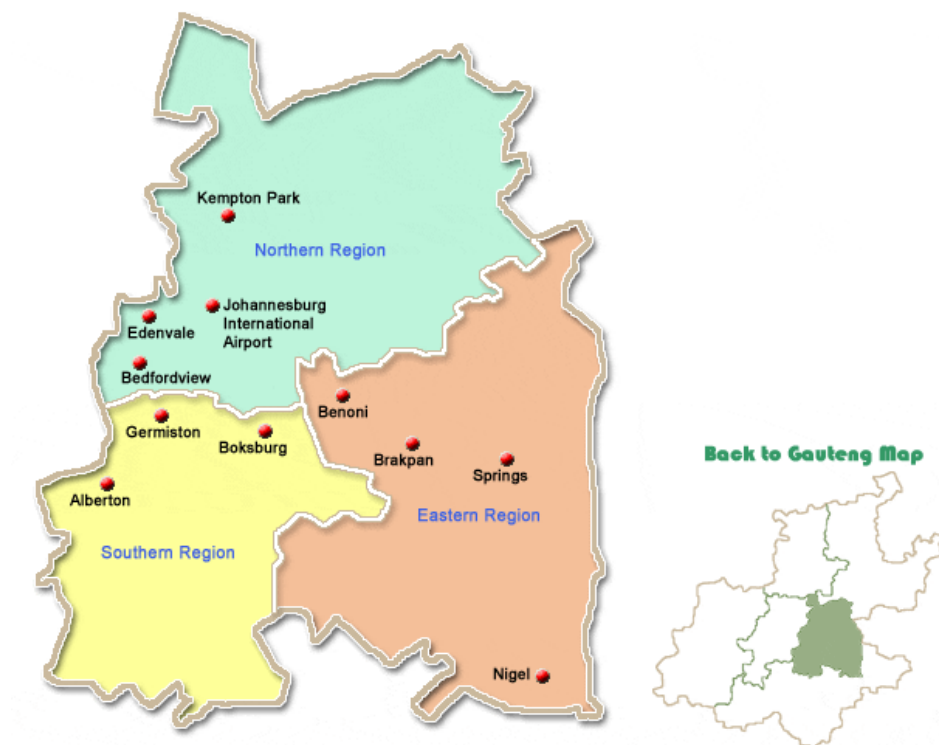 Kempton Park
Northern Region
Johannesburg
International
Airport
Edenvale
Bedfordview
Benoni
Germiston
Boksburg
Brakpan
Springs
Back to Gauteng Map
Alberton
Eastern Region
Southern Region
Nigel